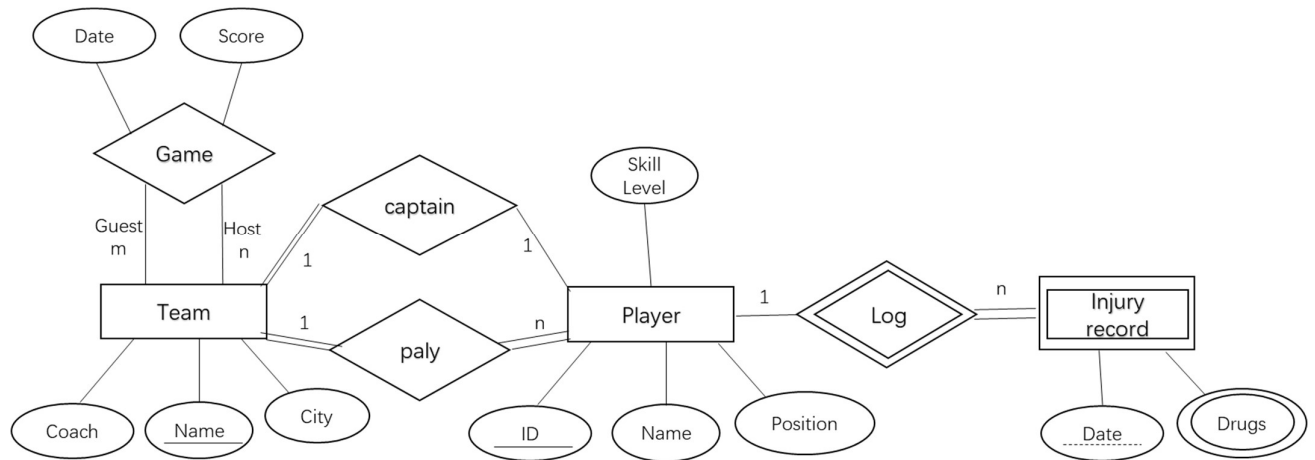 Date
Score
Game
Guest
m
Host
n
captain
1
1
Skill
Level
Team
1
paly
n
Player
1
Log
n
Injury
record
Coach
Name
City
ID
Name
Position
Date
Drugs